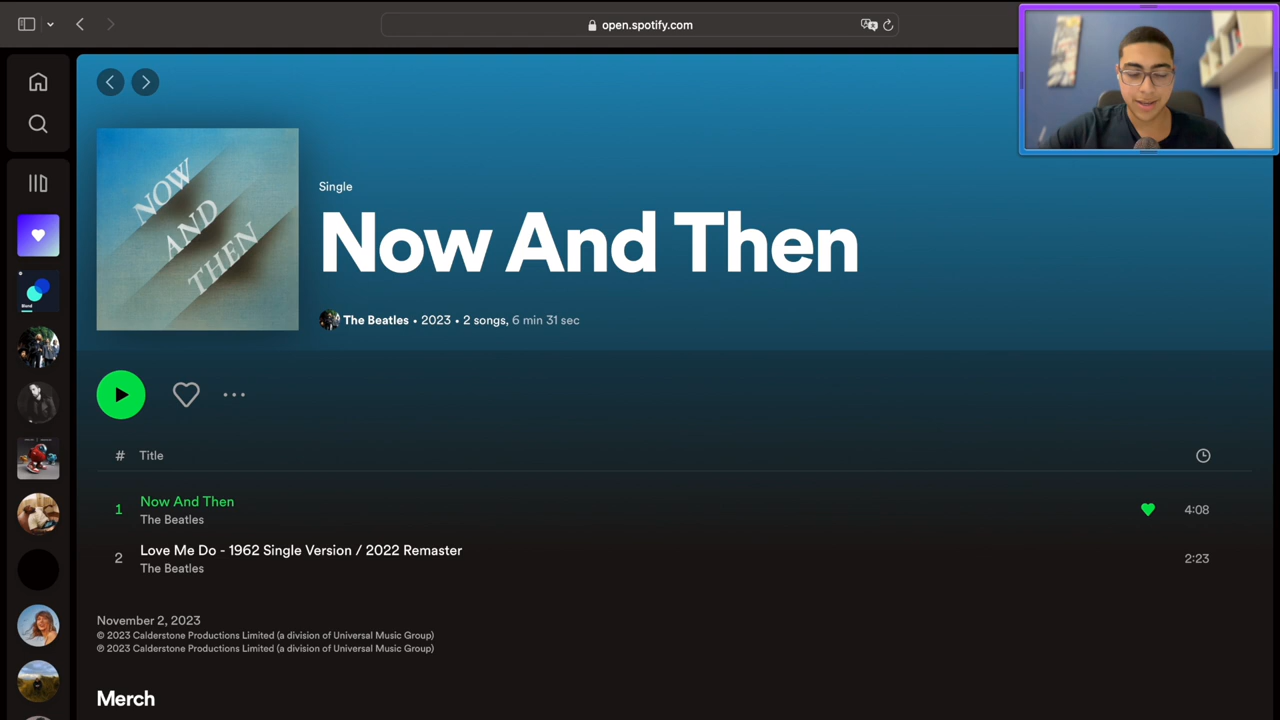 open.spotify.com
NOW
AND
THEN
Single
Now And Then
The Beatles • 2023 • 2 songs, 6 min 31 sec
# Title
1 Now And Then 4:08
The Beatles
2 Love Me Do - 1962 Single Version / 2022 Remaster 2:23
The Beatles
November 2, 2023
© 2023 Calderstone Productions Limited (a division of Universal Music Group)
℗ 2023 Calderstone Productions Limited (a division of Universal Music Group)
Merch